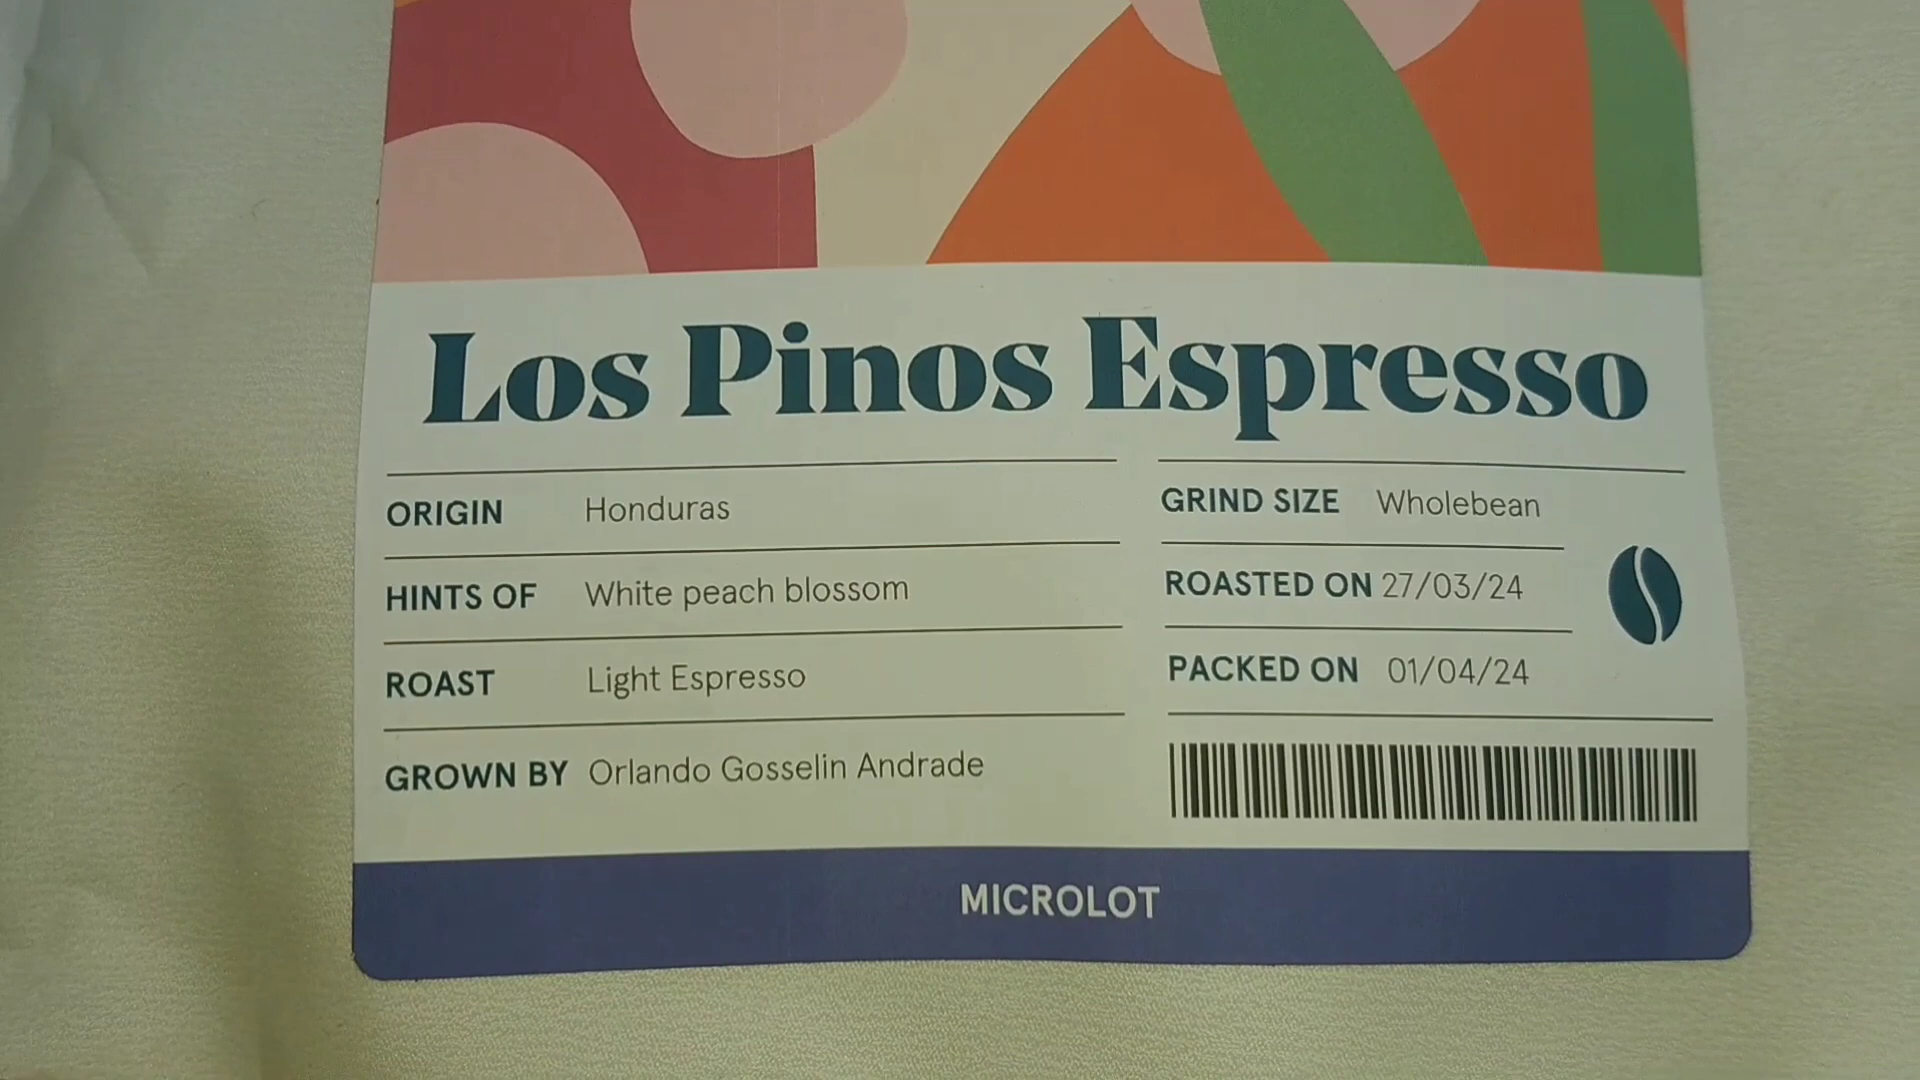 Los Pinos Espresso
ORIGIN Honduras
HINTS OF White peach blossom
ROAST Light Espresso
GROWN BY Orlando Gosselin Andrade
GRIND SIZE Wholebean
ROASTED ON 27/03/24
PACKED ON 01/04/24
MICROLOT